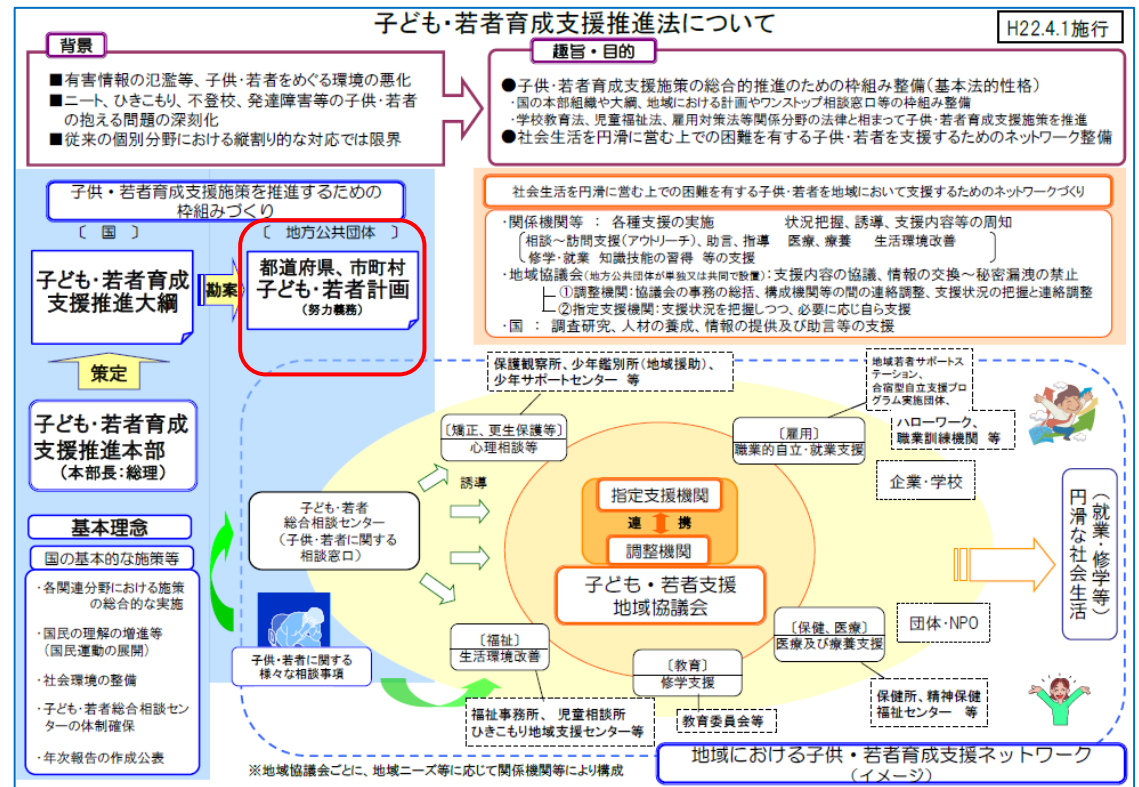 子ども・若者育成支援推進法について
H22.4.1施行
背景
■有害情報の氾濫等、子供・若者をめぐる環境の悪化
■ニート、ひきこもり、不登校、発達障害等の子供・若者
の抱える問題の深刻化
■従来の個別分野における縦割り的な対応では限界
趣旨・目的
●子供・若者育成支援施策の総合的推進のための枠組み整備(基本法的性格)
・国の本部組織や大綱、地域における計画やワンストップ相談窓口等の枠組み整備
・学校教育法、児童福祉法、雇用対策法等関係分野の法律と相まって子供・若者育成支援施策を推進
●社会生活を円滑に営む上での困難を有する子供・若者を支援するためのネットワーク整備
子供・若者育成支援施策を推進するための
枠組みづくり
〔 国 〕
〔 地方公共団体 〕
子ども・若者育成
支援推進大綱
勘案
都道府県、市町村
子ども・若者計画
(努力義務)
策定
子ども・若者育成
支援推進本部
(本部長:総理)
基本理念
国の基本的な施策等
・各関連分野における施策
の総合的な実施
・国民の理解の増進等
(国民運動の展開)
・社会環境の整備
・子ども・若者総合相談セン
ターの体制確保
・年次報告の作成公表
社会生活を円滑に営む上での困難を有する子供・若者を地域において支援するためのネットワークづくり
・関係機関等 : 各種支援の実施 状況把握、誘導、支援内容等の周知
相談~訪問支援(アウトリーチ)、助言、指導 医療、療養 生活環境改善
修学・就業 知識技能の習得 等の支援
・地域協議会(地方公共団体が単独又は共同で設置):支援内容の協議、情報の交換~秘密漏洩の禁止
①調整機関:協議会の事務の総括、構成機関等の間の連絡調整、支援状況の把握と連絡調整
②指定支援機関:支援状況を把握しつつ、必要に応じ自ら支援
・国 : 調査研究、人材の養成、情報の提供及び助言等の支援
保護観察所、少年鑑別所(地域援助)、
少年サポートセンター 等
〔矯正、更生保護等〕
心理相談等
地域若者サポートス
テーション、
合宿型自立支援プロ
グラム実施団体、
ハローワーク、
職業訓練機関 等
〔雇用〕
職業的自立・就業支援
企業・学校
誘導
子ども・若者
総合相談センター
(子供・若者に関する
相談窓口)
指定支援機関
連 携
調整機関
子ども・若者支援
地域協議会
円滑な社会生活
(就業・修学等)
団体・NPO
〔保健、医療〕
医療及び療養支援
保健所、精神保健
福祉センター 等
〔福祉〕
生活環境改善
〔教育〕
修学支援
子供・若者に関する
様々な相談事項
福祉事務所、 児童相談所
ひきこもり地域支援センター等
教育委員会等
※地域協議会ごとに、地域ニーズ等に応じて関係機関等により構成
地域における子供・若者育成支援ネットワーク
(イメージ)